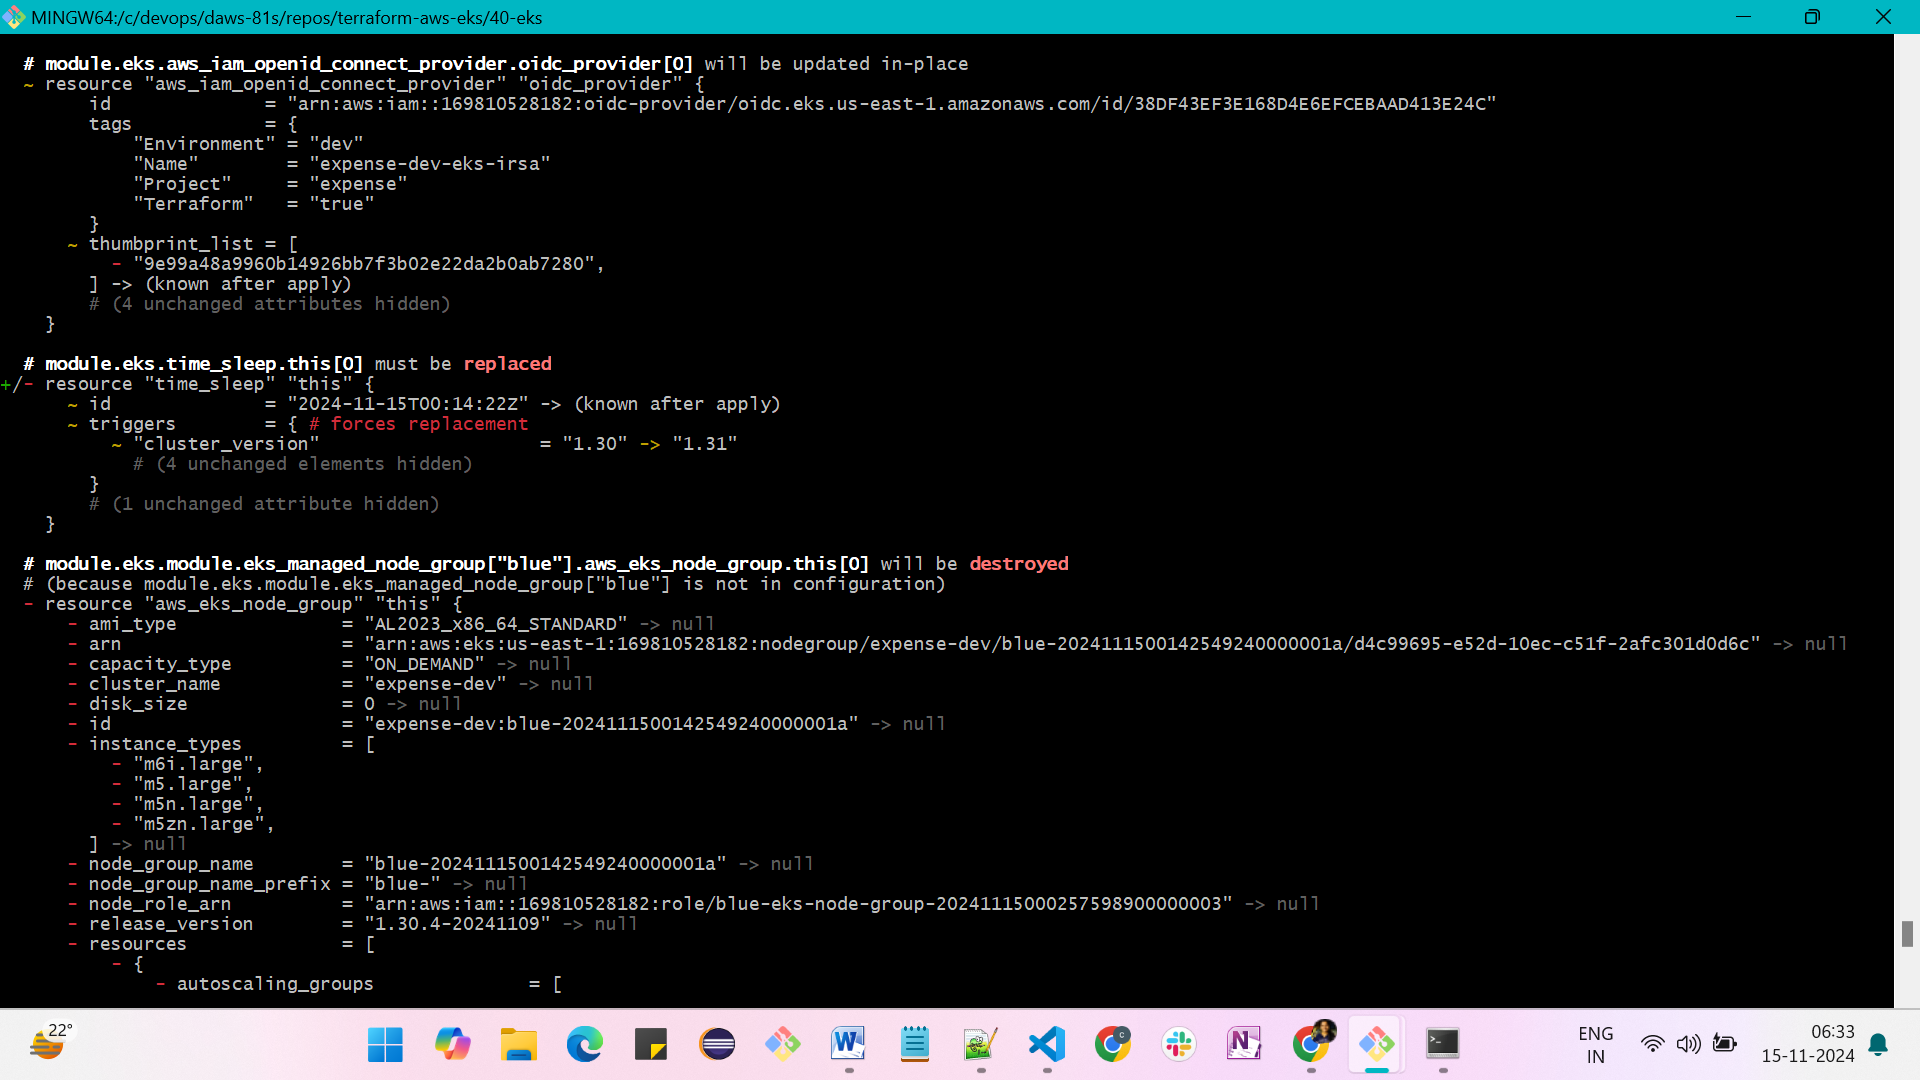 MINGW64:/c/devops/daws-81s/repos/terraform-aws-eks/40-eks
# module.eks.aws_iam_openid_connect_provider.oidc_provider[0] will be updated in-place
~ resource "aws_iam_openid_connect_provider" "oidc_provider" {
id = "arn:aws:iam::169810528182:oidc-provider/oidc.eks.us-east-1.amazonaws.com/id/38DF43EF3E168D4E6EFCEBAAD413E24C"
tags = {
"Environment" = "dev"
"Name" = "expense-dev-eks-irsa"
"Project" = "expense"
"Terraform" = "true"
}
~ thumbprint_list = [
- "9e99a48a9960b14926bb7f3b02e22da2b0ab7280",
] -> (known after apply)
# (4 unchanged attributes hidden)
}
# module.eks.time_sleep.this[0] must be replaced
+/- resource "time_sleep" "this" {
~ id = "2024-11-15T00:14:22Z" -> (known after apply)
~ triggers = { # forces replacement
~ "cluster_version" = "1.30" -> "1.31"
# (4 unchanged elements hidden)
}
# (1 unchanged attribute hidden)
}
# module.eks.module.eks_managed_node_group["blue"].aws_eks_node_group.this[0] will be destroyed
# (because module.eks.module.eks_managed_node_group["blue"] is not in configuration)
- resource "aws_eks_node_group" "this" {
- ami_type = "AL2023_x86_64_STANDARD" -> null
- arn = "arn:aws:eks:us-east-1:169810528182:nodegroup/expense-dev/blue-20241115001425492400000001a/d4c99695-e52d-10ec-c51f-2afc301d0d6c" -> null
- capacity_type = "ON_DEMAND" -> null
- cluster_name = "expense-dev" -> null
- disk_size = 0 -> null
- id = "expense-dev:blue-20241115001425492400000001a" -> null
- instance_types = [
- "m6i.large",
- "m5.large",
- "m5n.large",
- "m5zn.large",
] -> null
- node_group_name = "blue-20241115001425492400000001a" -> null
- node_group_name_prefix = "blue-" -> null
- node_role_arn = "arn:aws:iam::169810528182:role/blue-eks-node-group-20241115000257598900000003" -> null
- release_version = "1.30.4-20241109" -> null
- resources = [
- {
- autoscaling_groups = [
22°
ENG
IN
06:33
15-11-2024